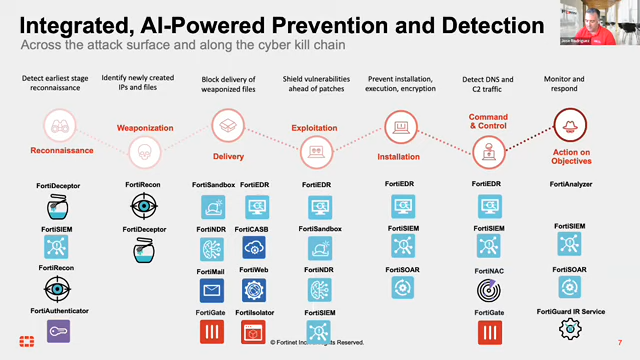 Integrated, AI-Powered Prevention and Detection
Across the attack surface and along the cyber kill chain
Detect earliest stage
reconnaissance
Identify newly created
IPs and files
Block delivery of
weaponized files
Shield vulnerabilities
ahead of patches
Prevent installation,
execution, encryption
Detect DNS and
C2 traffic
Monitor and
respond
Reconnaissance
Weaponization
Delivery
Exploitation
Installation
Command
& Control
Action on
Objectives
FortiDeceptor
FortiSIEM
FortiRecon
FortiAuthenticator
FortiRecon
FortiDeceptor
FortiSandbox
FortiNDR
FortiMail
FortiGate
FortiEDR
FortiCASB
FortiWeb
FortiIsolator
FortiEDR
FortiSandbox
FortiNDR
FortiSIEM
FortiEDR
FortiSIEM
FortiSOAR
FortiEDR
FortiSIEM
FortiNAC
FortiGate
FortiAnalyzer
FortiSIEM
FortiSOAR
FortiGuard IR Service
© Fortinet Inc. Rights Reserved.
7